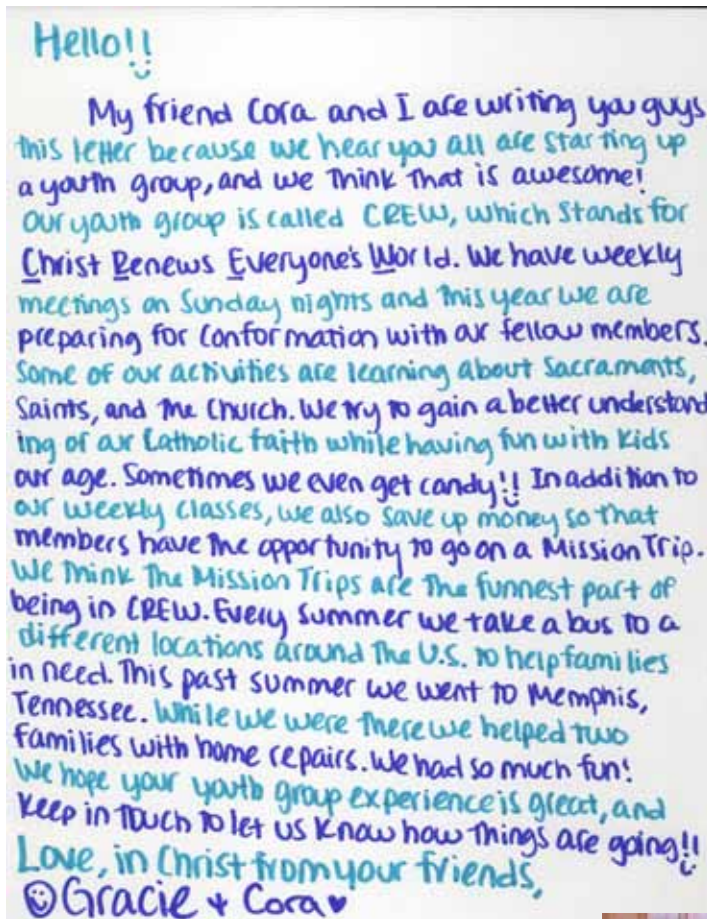 Hello!!
My friend Cora and I are writing you guys
this letter because we hear you all are starting up
a youth group, and we think that is awesome!
Our youth group is called CREW, which stands for
Christ Renews Everyone's World. We have weekly
meetings on Sunday nights and this year we are
preparing for Conformation with our fellow members.
Some of our activities are learning about Sacraments,
Saints, and the Church. We try to gain a better understand
ing of our Catholic faith while having fun with kids
our age. Sometimes we even get candy!! In addition to
our weekly classes, we also save up money so that
members have the opportunity to go on a Mission Trip.
We think the Mission Trips are the funnest part of
being in CREW. Every summer we take a bus to a
different locations around the U.S. to help families
in need. This past summer we went to Memphis,
Tennessee. While we were there we helped two
families with home repairs. We had so much fun!
We hope your youth group experience is great, and
keep in touch to let us know how things are going!!
Love, in Christ from your friends,
Gracie + Cora